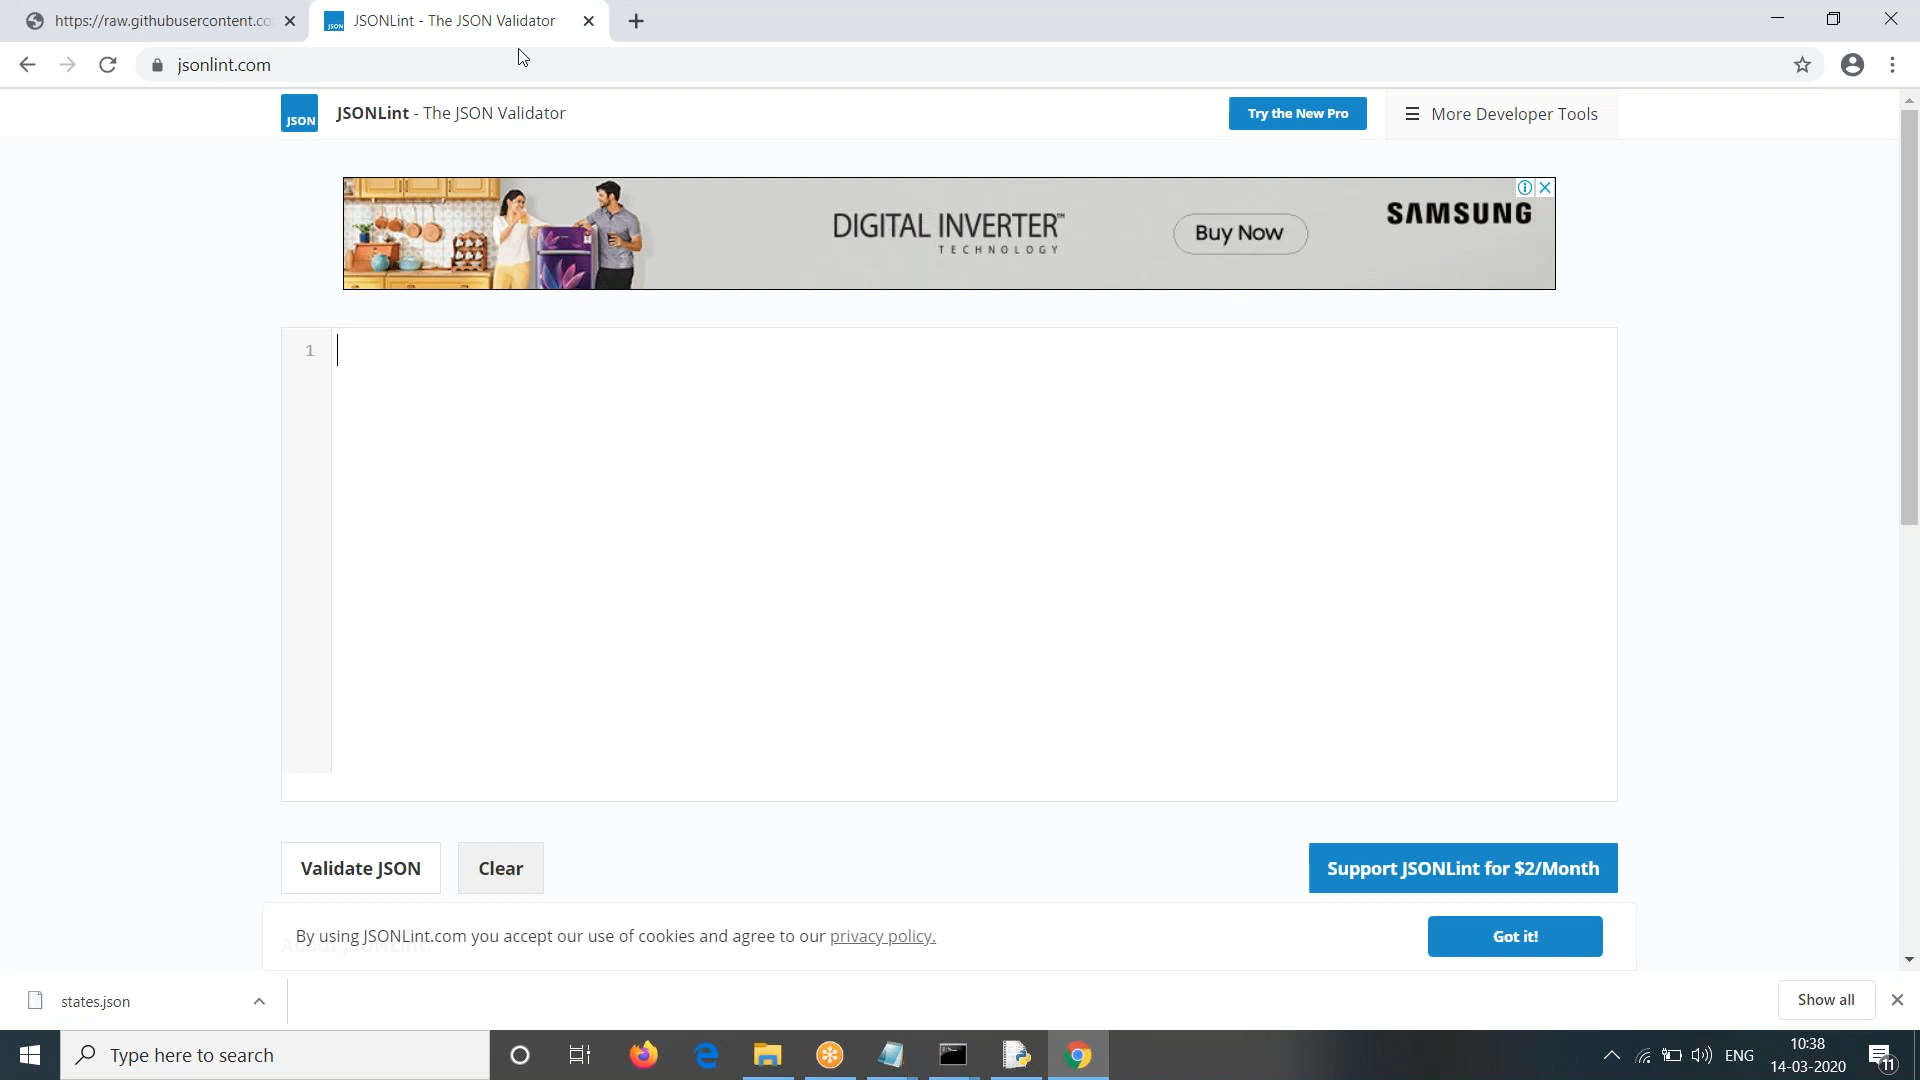 https://raw.githubusercontent.co
JSONLint - The JSON Validator
jsonlint.com
JSON
JSONLint - The JSON Validator
Try the New Pro
More Developer Tools
DIGITAL INVERTER™
TECHNOLOGY
Buy Now
SAMSUNG
1
Validate JSON
Clear
Support JSONLint for $2/Month
By using JSONLint.com you accept our use of cookies and agree to our privacy policy.
Got it!
states.json
Show all
Type here to search
ENG
10:38
14-03-2020
11